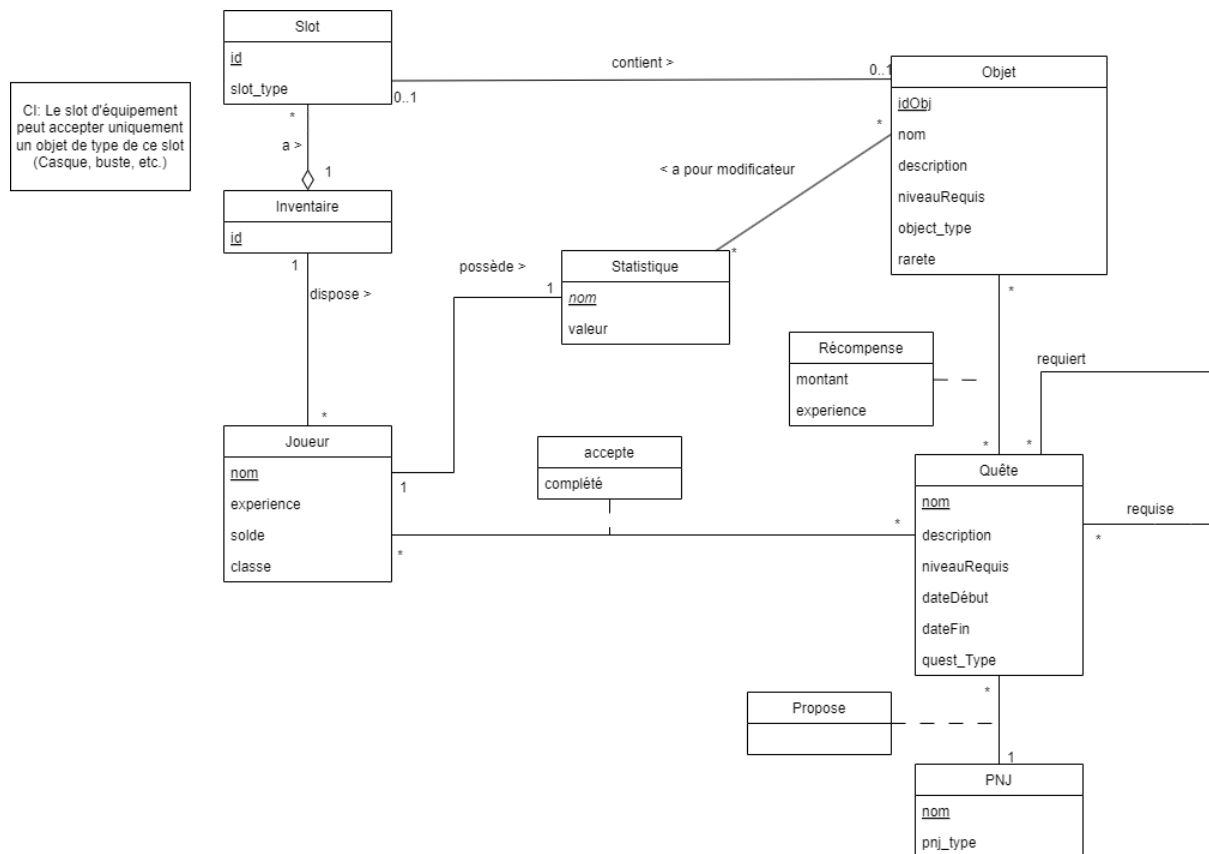 Slot
id
slot_type
contient >
0..1
0..1
Objet
idObj
nom
description
niveauRequis
object_type
rarete
CI: Le slot d'équipement
peut accepter uniquement
un objet de type de ce slot
(Casque, buste, etc.)
*
a >
1
Inventaire
id
1
dispose >
*
*
< a pour modificateur
*
possède >
1
Statistique
nom
valeur
*
Récompense
montant
experience
requiert
*
*
Joueur
nom
experience
solde
classe
1
accepte
complété
*
*
Quête
nom
description
niveauRequis
dateDébut
dateFin
quest_Type
requise
*
*
Propose
1
PNJ
nom
pnj_type